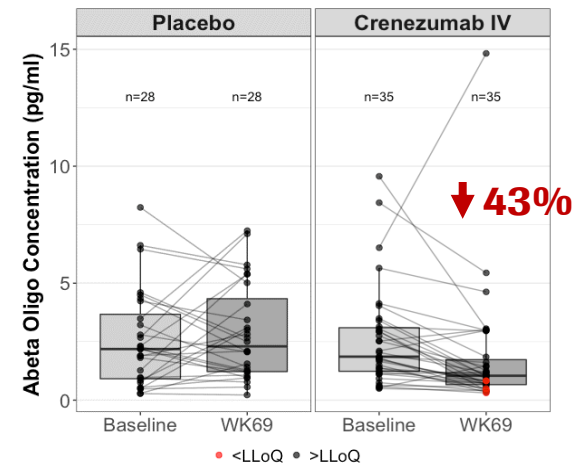 Placebo
Crenezumab IV
Abeta Oligo Concentration (pg/ml)
15
10
5
0
n=28
n=28
n=35
n=35
43%
Baseline
WK69
Baseline
WK69
<LLoQ
>LLoQ